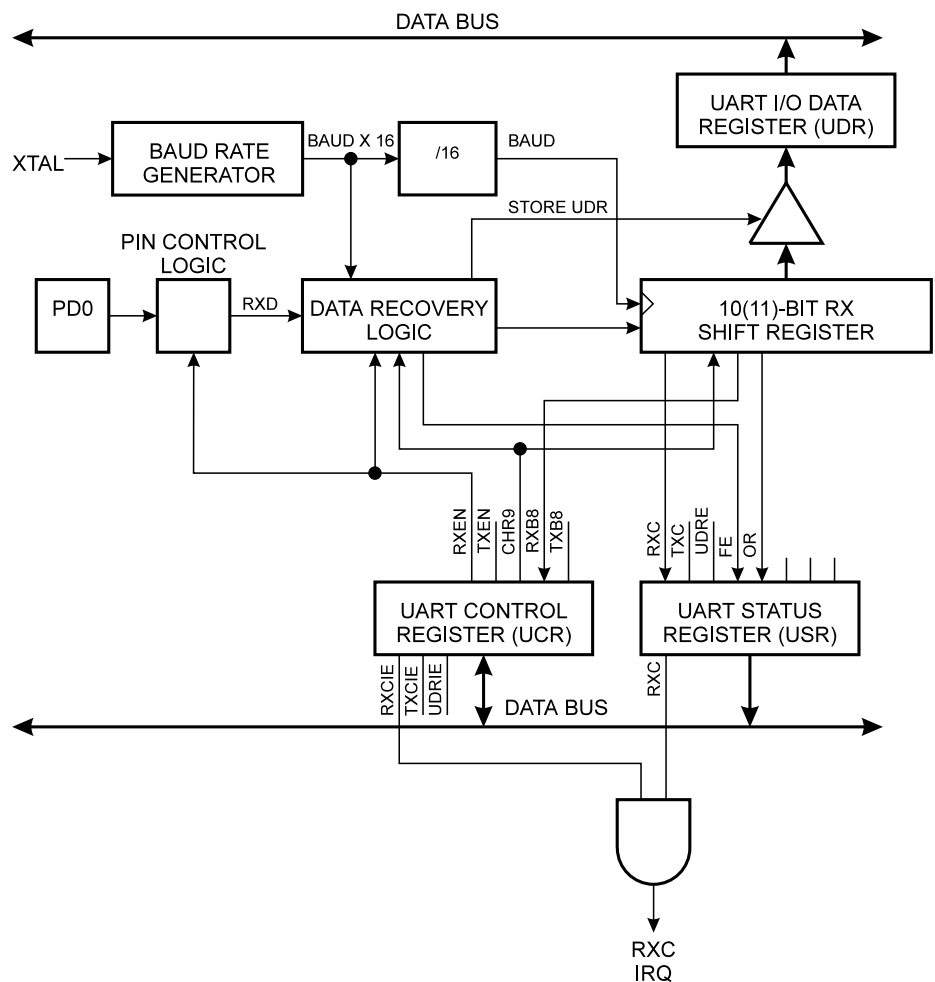 DATA BUS
UART I/O DATA
REGISTER (UDR)
XTAL
BAUD RATE
GENERATOR
BAUD X 16
/16
BAUD
STORE UDR
PIN CONTROL
LOGIC
PD0
RXD
DATA RECOVERY
LOGIC
10(11)-BIT RX
SHIFT REGISTER
RXEN
TXEN
CHR9
RXB8
TXB8
RXC
TXC
UDRE
FE
OR
UART CONTROL
REGISTER (UCR)
UART STATUS
REGISTER (USR)
RXCIE
TXCIE
UDRIE
RXC
DATA BUS
RXC
IRQ